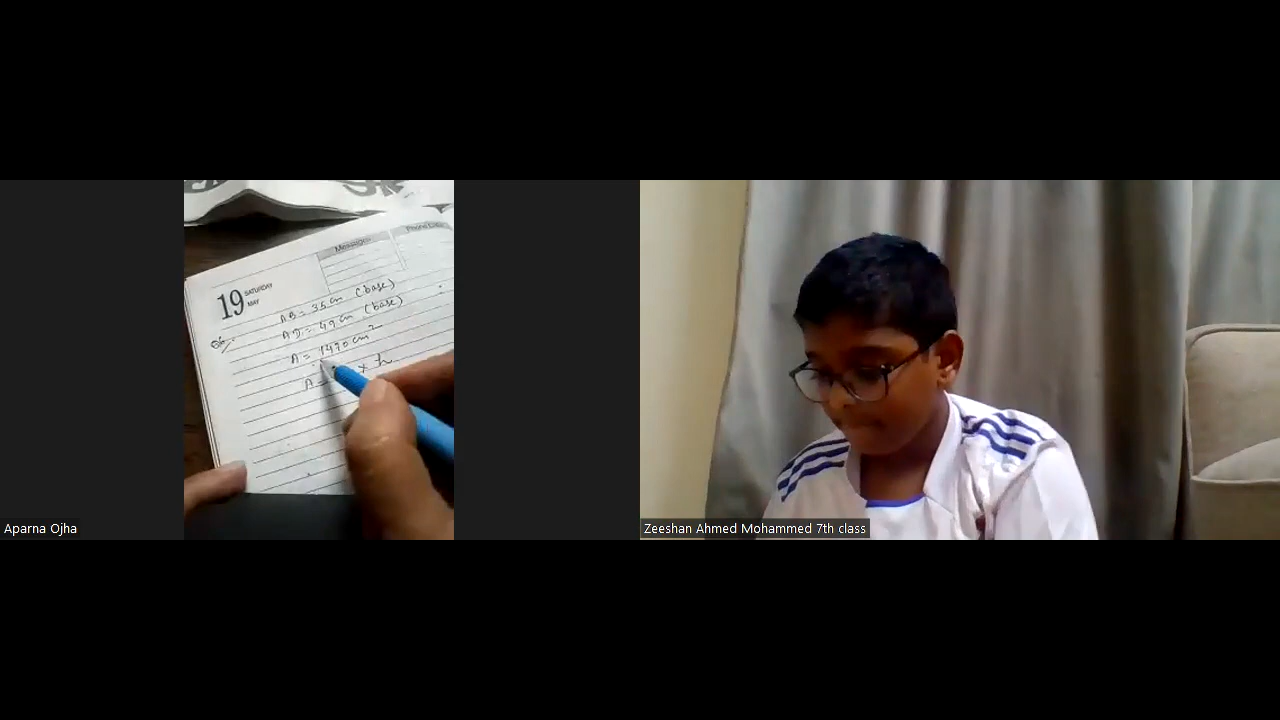 Messages
19 SATURDAY
MAY
AB = 35 cm (base)
AD = 49 cm (base)
A = 1470 cm²
A = x h
Aparna Ojha
Zeeshan Ahmed Mohammed 7th class